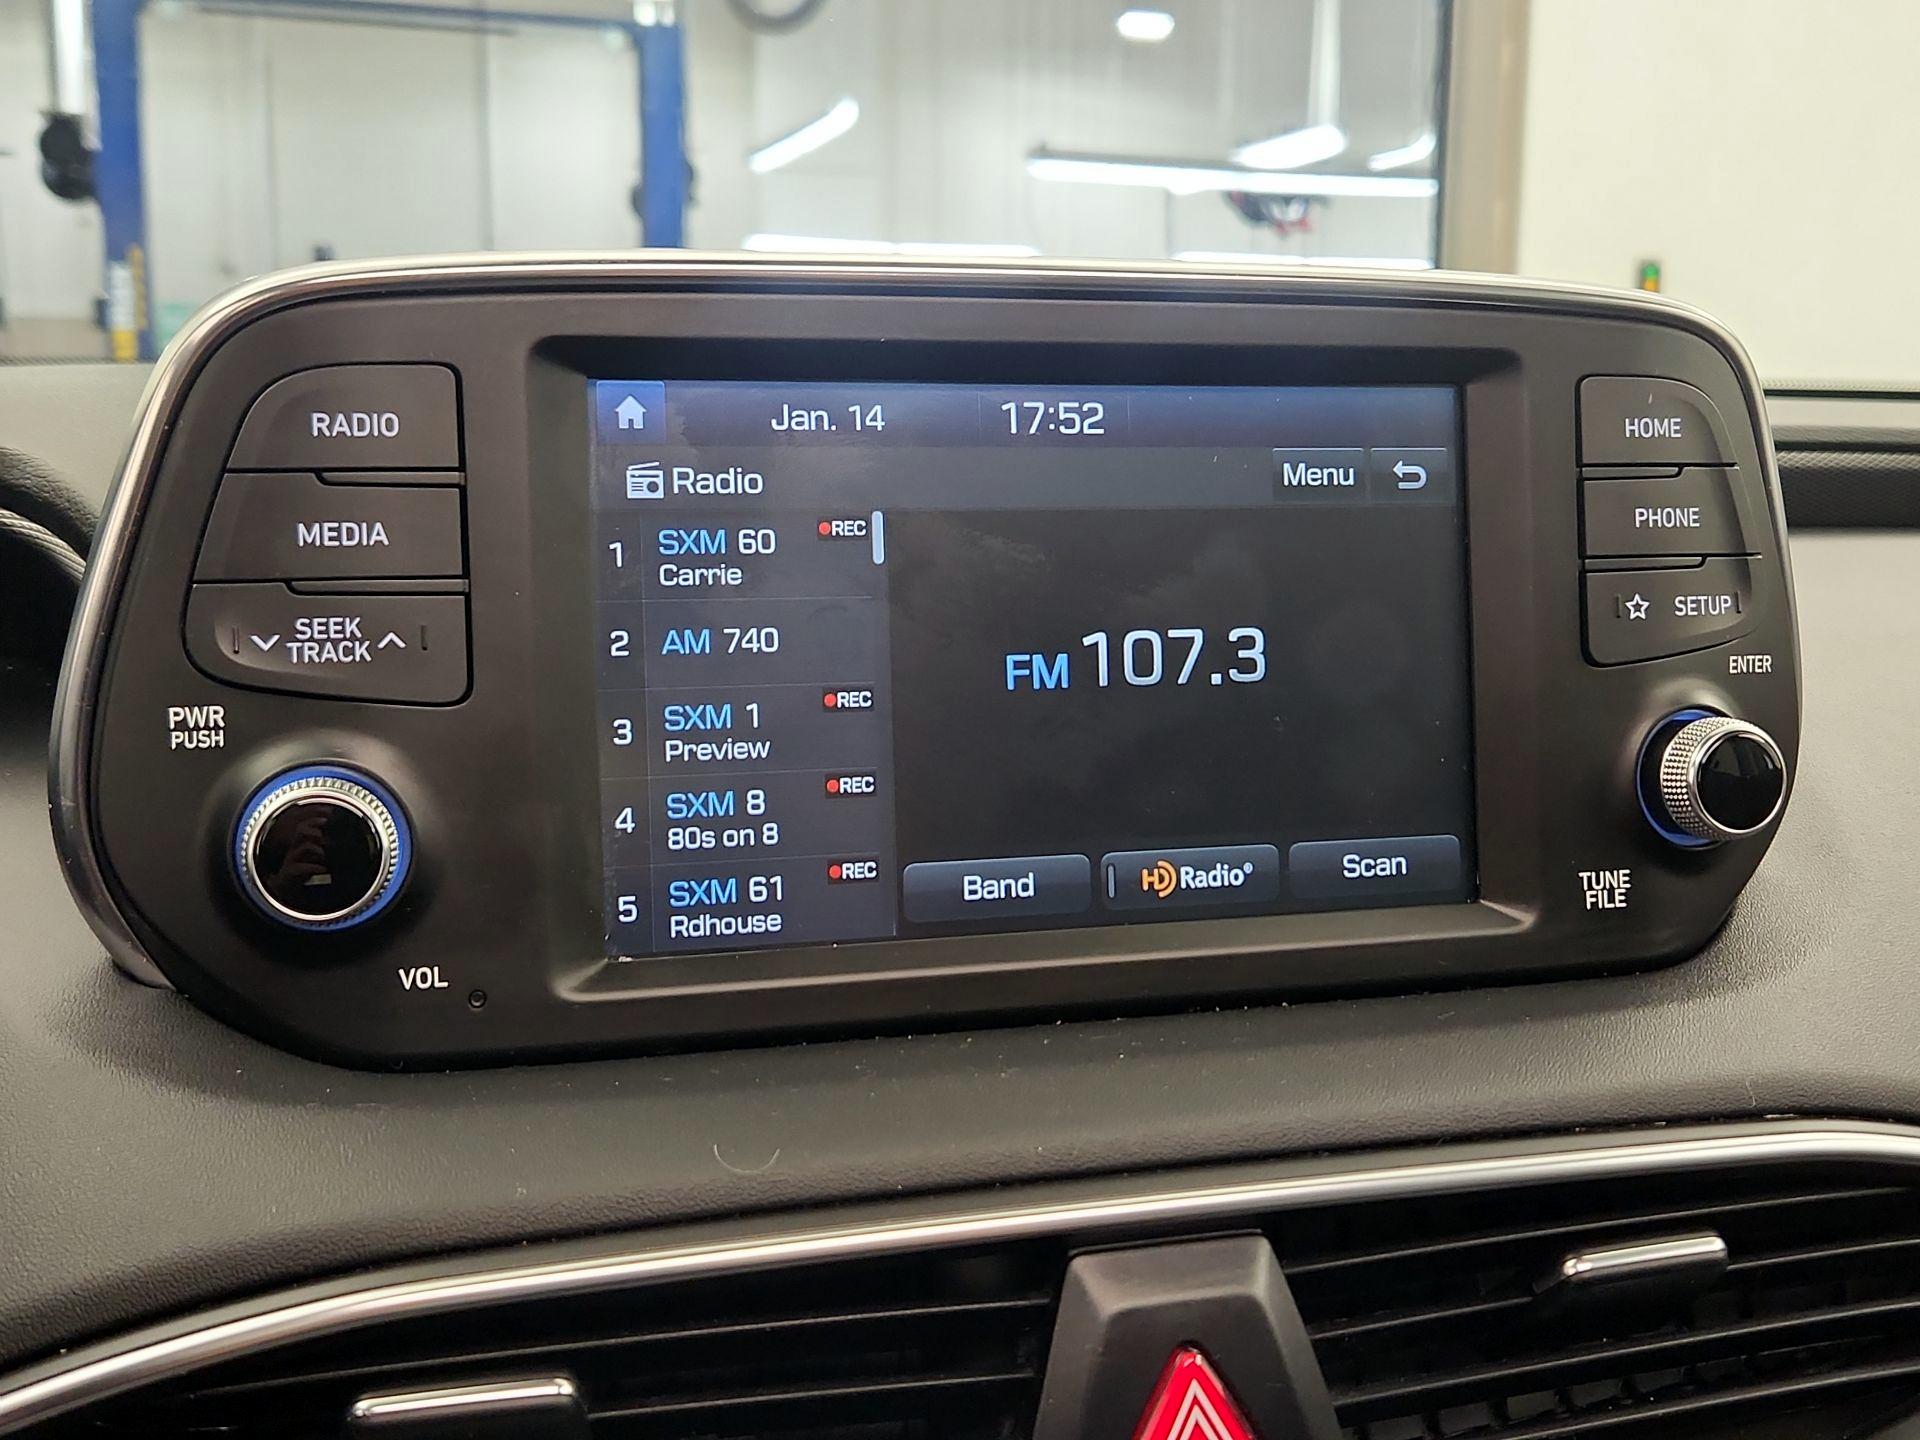 RADIO
MEDIA
SEEK
TRACK
PWR
PUSH
VOL
Jan. 14
17:52
Radio
Menu
1
SXM 60
REC
Carrie
2
AM 740
3
SXM 1
REC
Preview
4
SXM 8
REC
80s on 8
5
SXM 61
REC
Rdhouse
FM 107.3
Band
HD Radio®
Scan
HOME
PHONE
SETUP
ENTER
TUNE
FILE